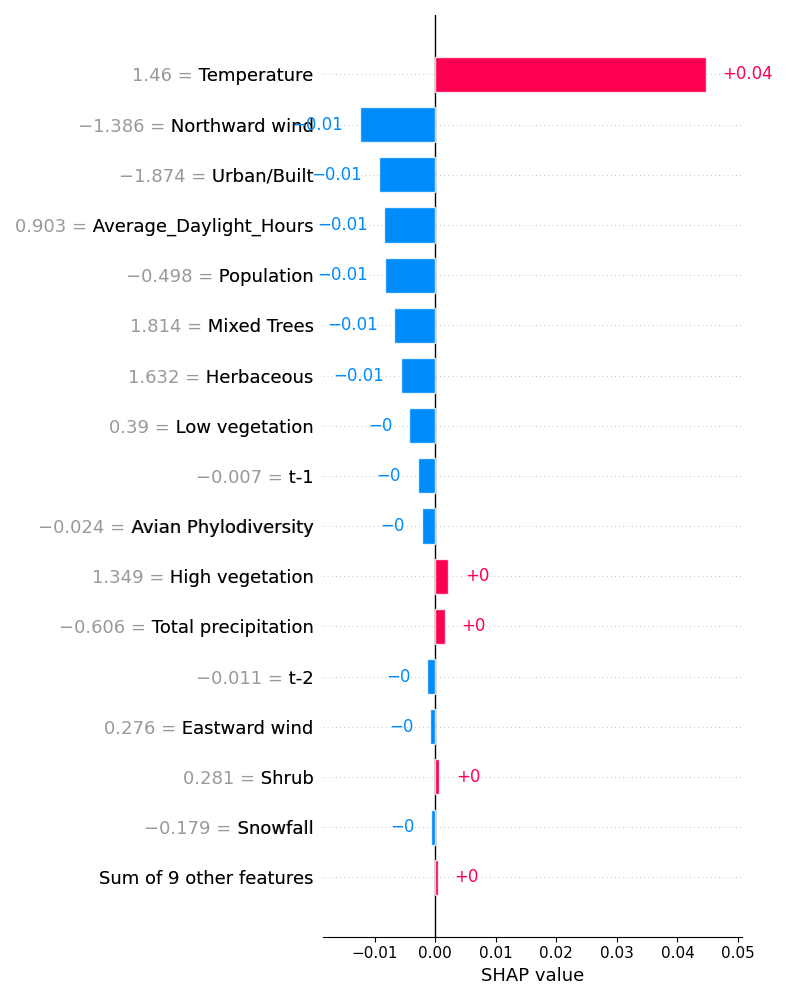 1.46 = Temperature +0.04
−1.386 = Northward wind −0.01
−1.874 = Urban/Built −0.01
0.903 = Average_Daylight_Hours −0.01
−0.498 = Population −0.01
1.814 = Mixed Trees −0.01
1.632 = Herbaceous −0.01
0.39 = Low vegetation −0
−0.007 = t-1 −0
−0.024 = Avian Phylodiversity −0
1.349 = High vegetation +0
−0.606 = Total precipitation +0
−0.011 = t-2 −0
0.276 = Eastward wind −0
0.281 = Shrub +0
−0.179 = Snowfall −0
Sum of 9 other features +0
−0.01 0.00 0.01 0.02 0.03 0.04 0.05
SHAP value